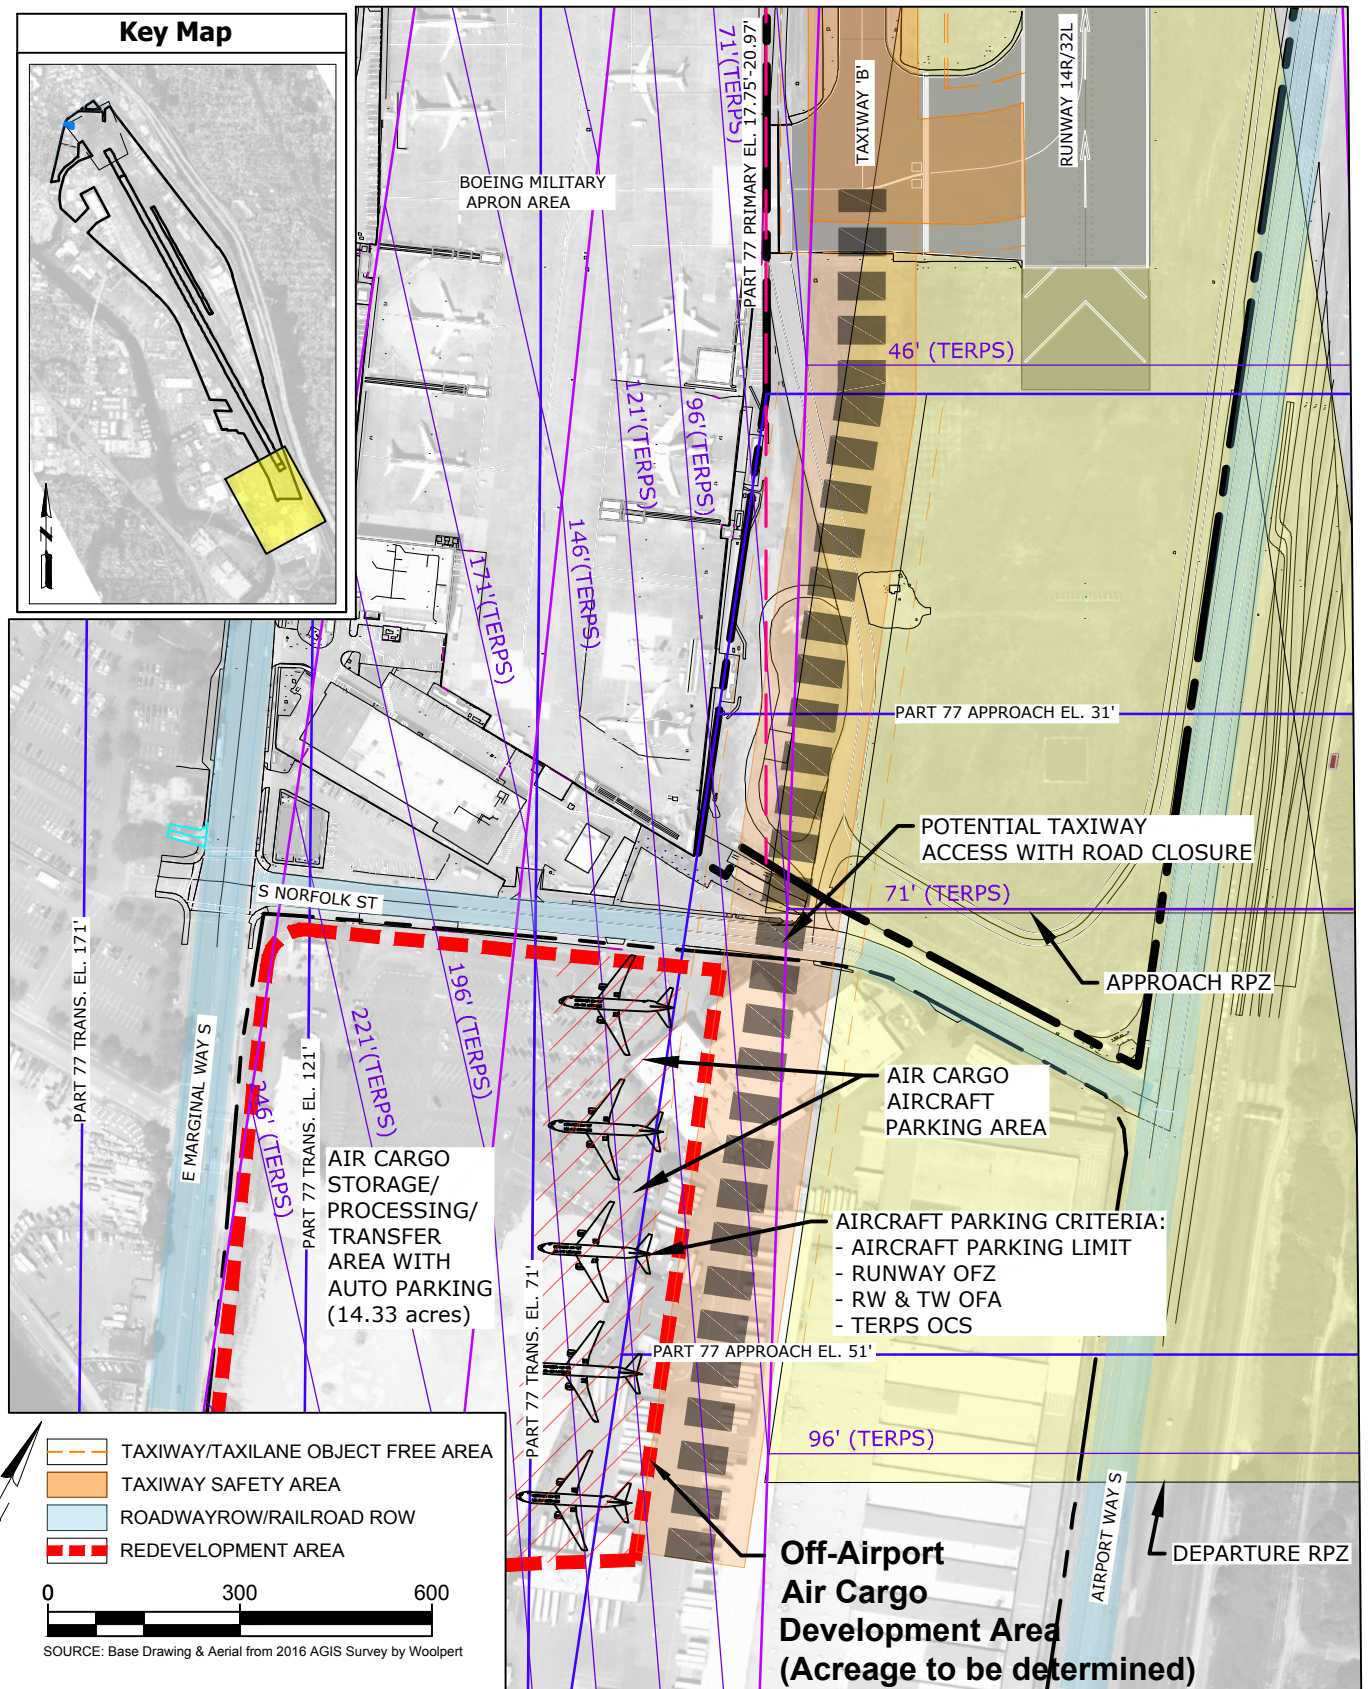 Key Map
N
BOEING MILITARY
APRON AREA
71'(TERPS)
PART 77 PRIMARY EL. 17.75'-20.97'
TAXIWAY 'B'
RUNWAY 14R/32L
46' (TERPS)
121'(TERPS)
96'(TERPS)
146'(TERPS)
171'(TERPS)
PART 77 APPROACH EL. 31'
POTENTIAL TAXIWAY
ACCESS WITH ROAD CLOSURE
71' (TERPS)
S NORFOLK ST
APPROACH RPZ
PART 77 TRANS. EL. 171'
E MARGINAL WAY S
246' (TERPS)
PART 77 TRANS. EL. 121'
221'(TERPS)
196' (TERPS)
AIR CARGO
AIRCRAFT
PARKING AREA
AIR CARGO
STORAGE/
PROCESSING/
TRANSFER
AREA WITH
AUTO PARKING
(14.33 acres)
PART 77 TRANS. EL. 71'
AIRCRAFT PARKING CRITERIA:
- AIRCRAFT PARKING LIMIT
- RUNWAY OFZ
- RW & TW OFA
- TERPS OCS
PART 77 APPROACH EL. 51'
96' (TERPS)
AIRPORT WAY S
DEPARTURE RPZ
TAXIWAY/TAXILANE OBJECT FREE AREA
TAXIWAY SAFETY AREA
ROADWAYROW/RAILROAD ROW
REDEVELOPMENT AREA
0 300 600
SOURCE: Base Drawing & Aerial from 2016 AGIS Survey by Woolpert
Off-Airport
Air Cargo
Development Area
(Acreage to be determined)